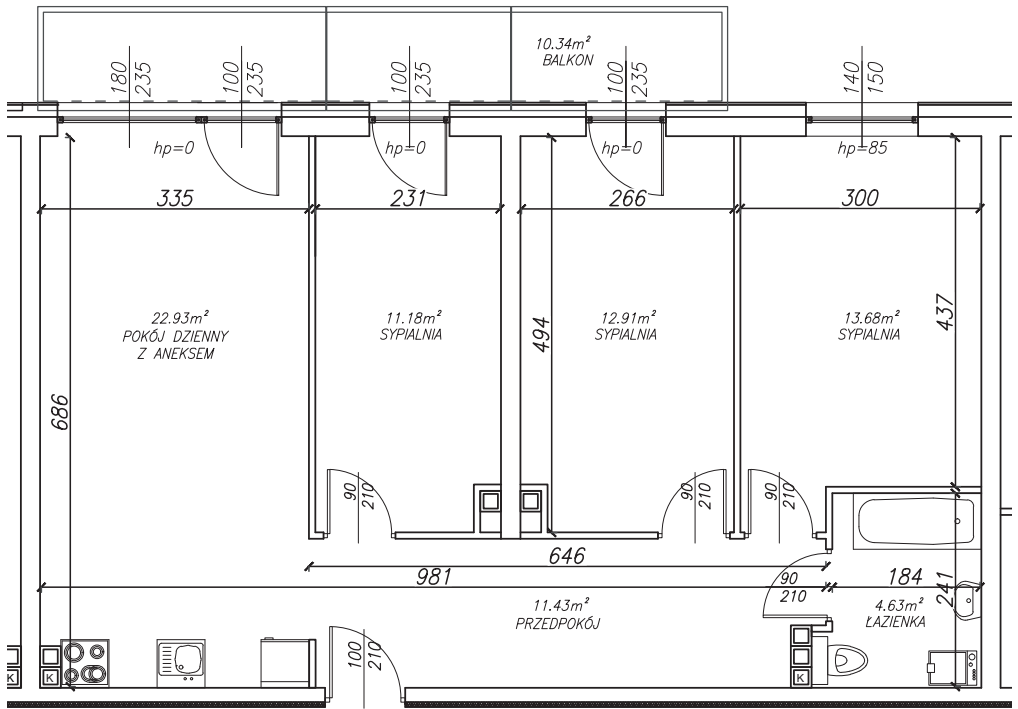 10.34m²
BALKON
180
235
100
235
100
235
100
235
140
150
hp=0
hp=0
hp=0
hp=85
335
231
266
300
22.93m²
POKÓJ DZIENNY
Z ANEKSEM
11.18m²
SYPIALNIA
12.91m²
SYPIALNIA
13.68m²
SYPIALNIA
494
437
686
90
210
90
210
90
210
646
981
90
210
184
241
11.43m²
PRZEDPOKÓJ
4.63m²
ŁAZIENKA
100
210
K
K
K